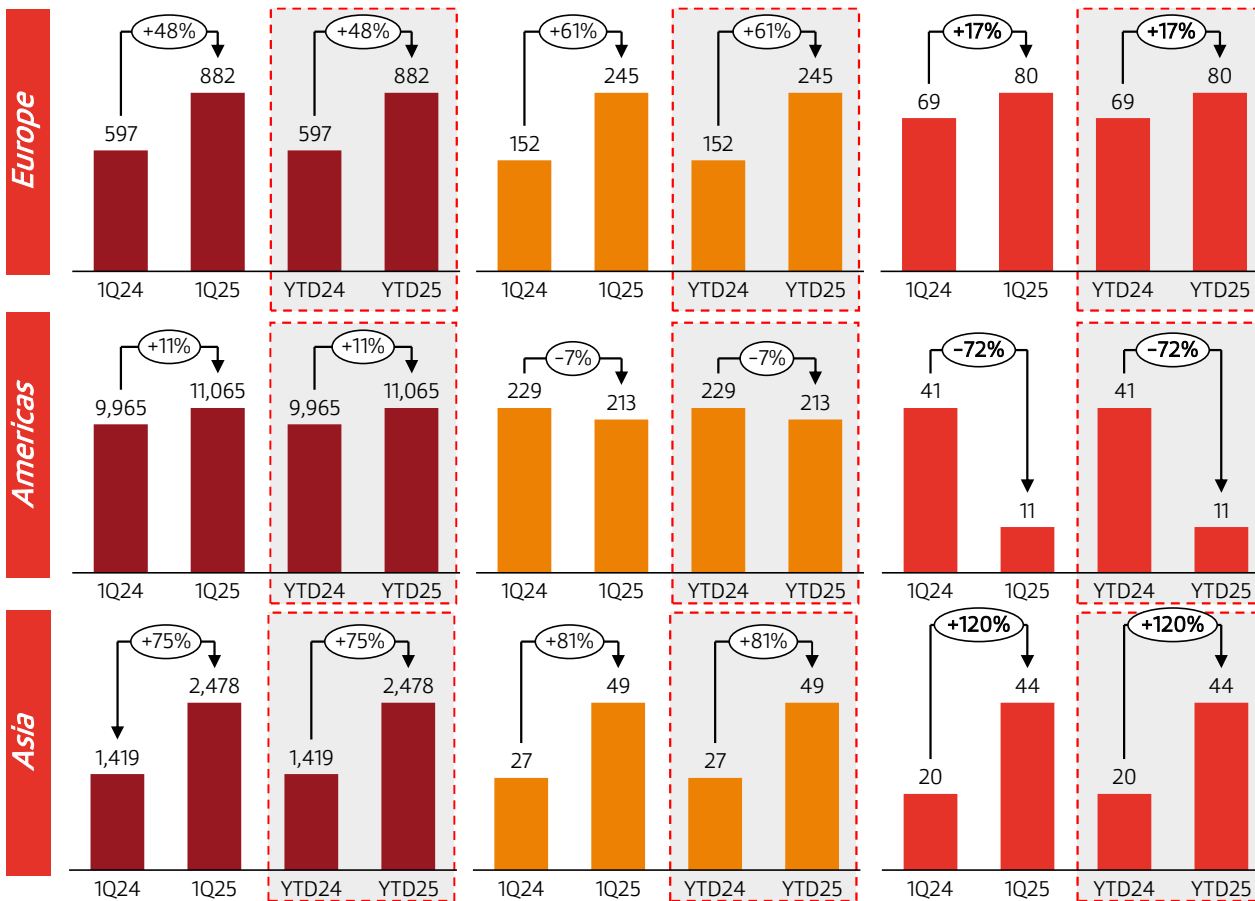 Europe
+48% +48% +61% +61% +17% +17%
882 882 245 245 80 80
597 597 152 152 69 69
1Q24 1Q25 YTD24 YTD25 1Q24 1Q25 YTD24 YTD25 1Q24 1Q25 YTD24 YTD25
Americas
+11% +11% -7% -7% -72% -72%
9,965 11,065 9,965 11,065 229 213 229 213 41 11 41 11
1Q24 1Q25 YTD24 YTD25 1Q24 1Q25 YTD24 YTD25 1Q24 1Q25 YTD24 YTD25
Asia
+75% +75% +81% +81% +120% +120%
2,478 2,478 49 49 44 44
1,419 1,419 27 27 20 20
1Q24 1Q25 YTD24 YTD25 1Q24 1Q25 YTD24 YTD25 1Q24 1Q25 YTD24 YTD25